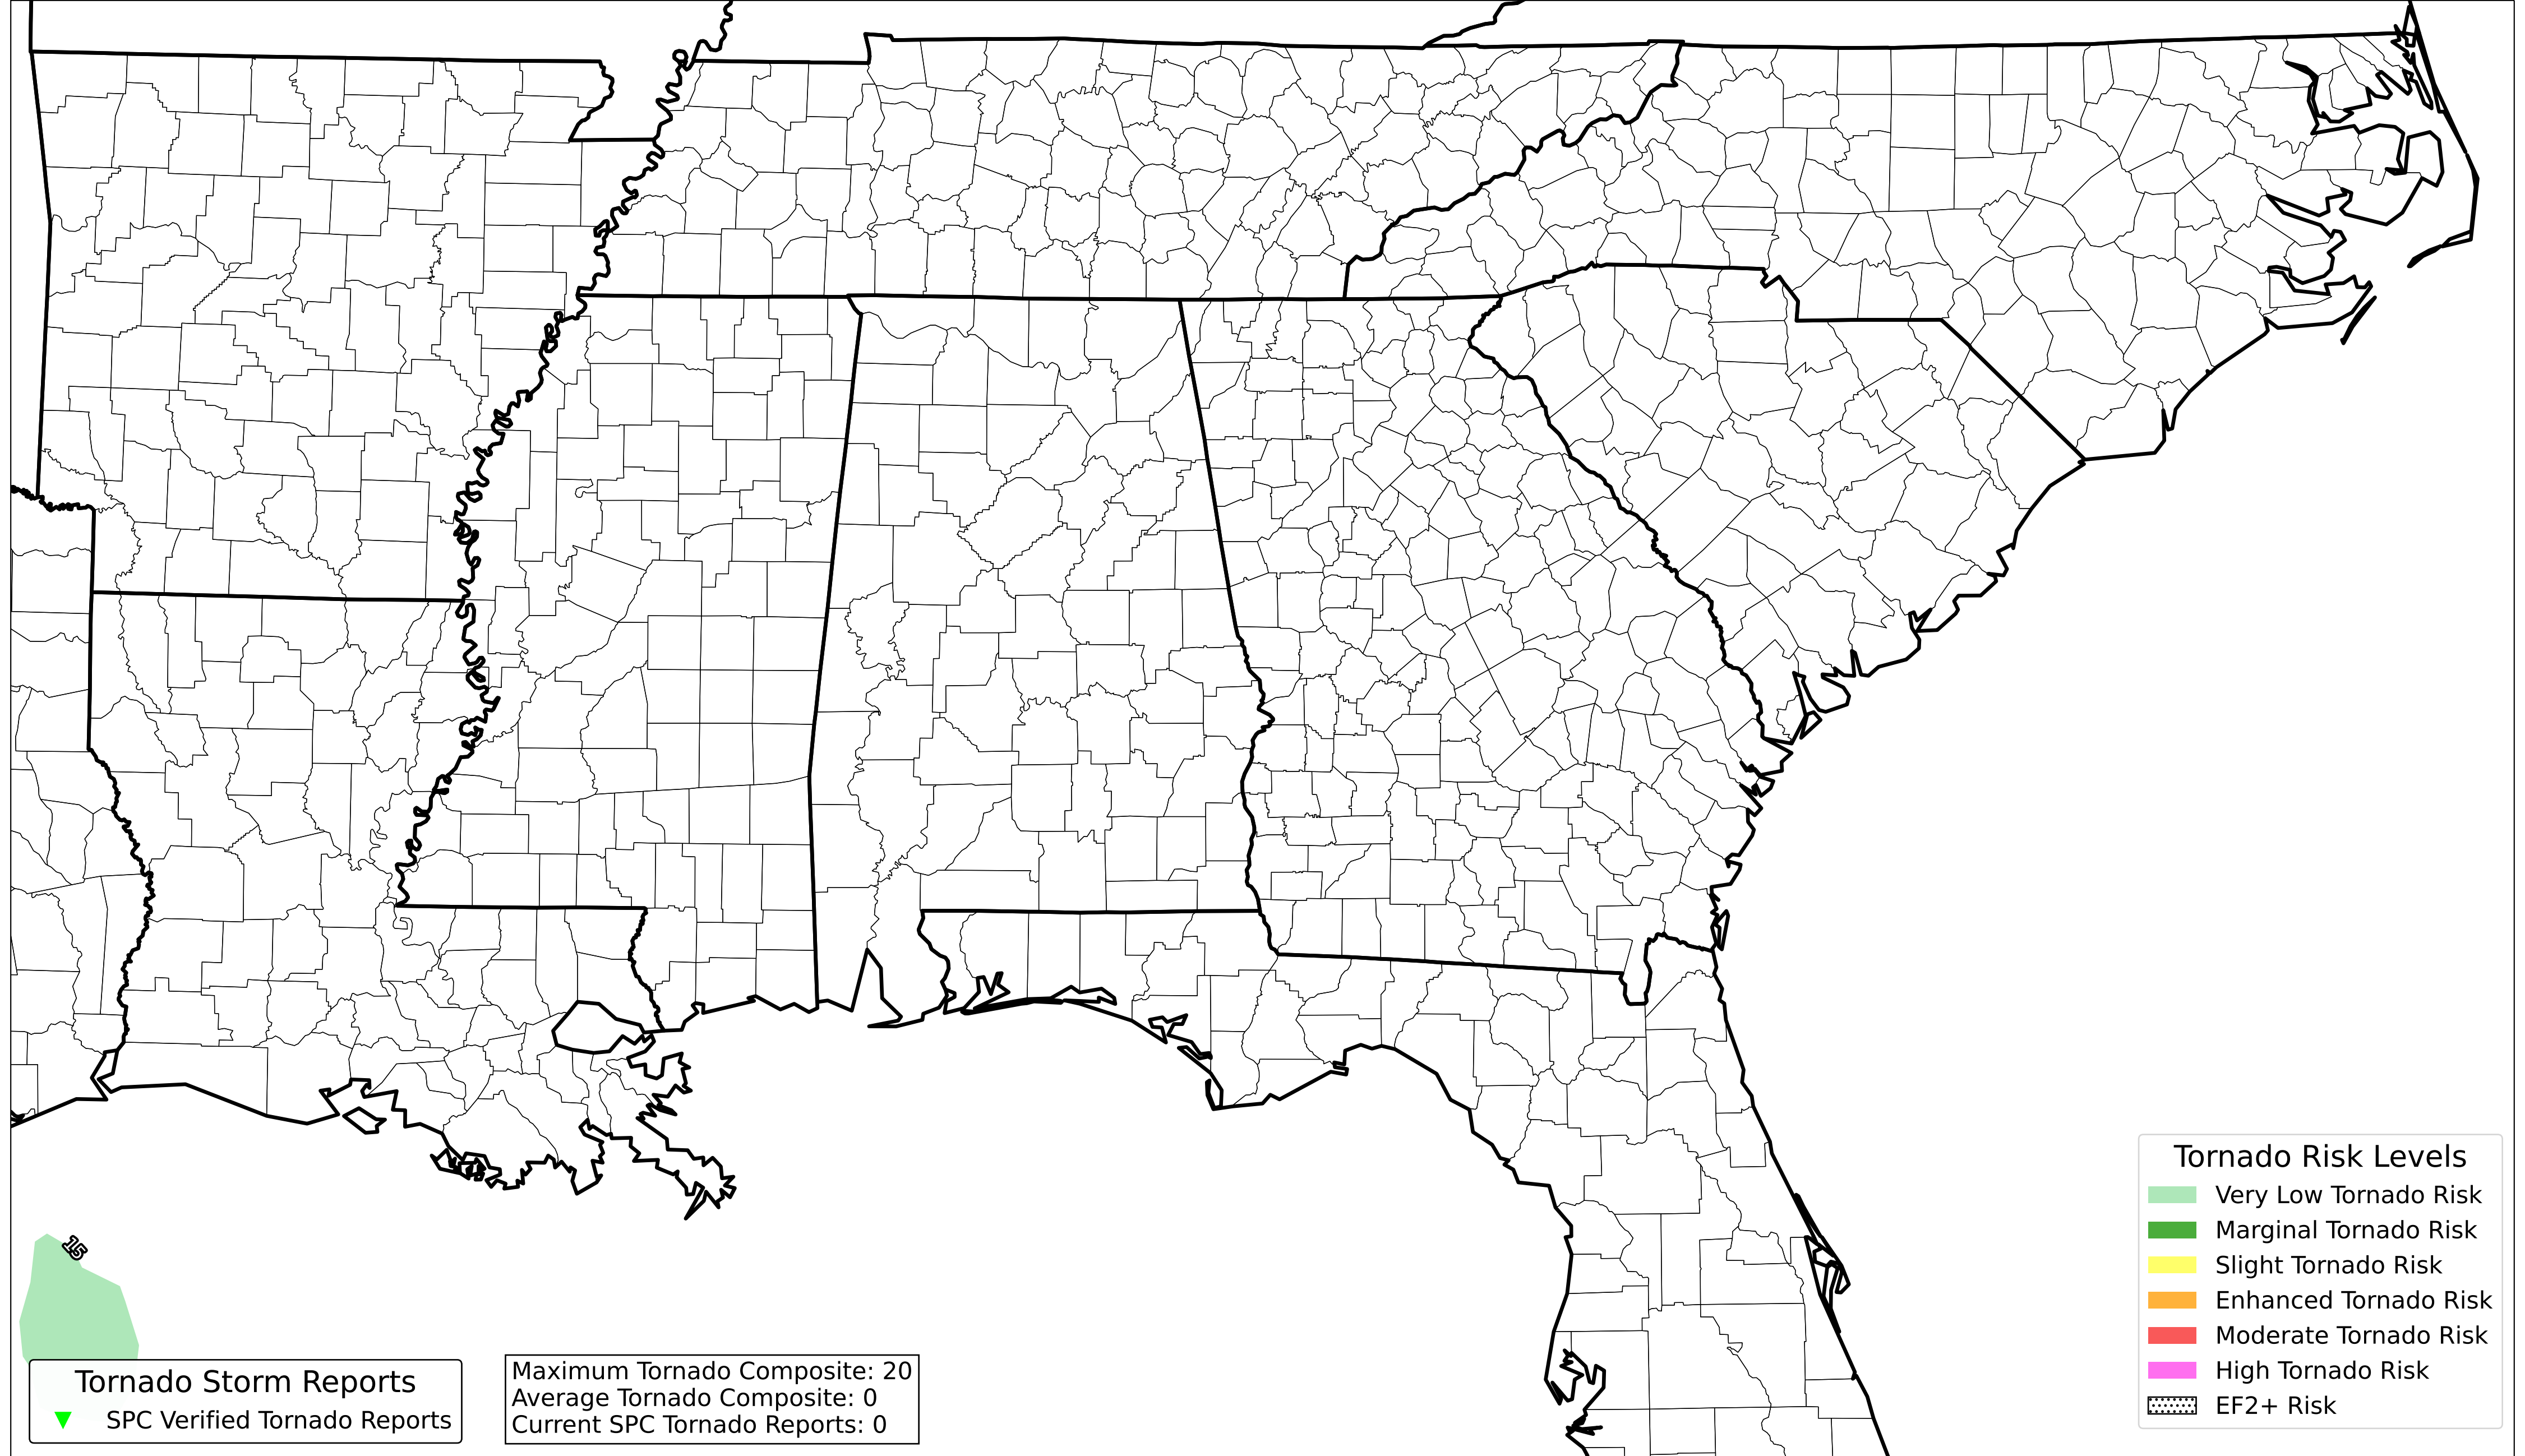 15
Tornado Storm Reports
SPC Verified Tornado Reports
Maximum Tornado Composite: 20
Average Tornado Composite: 0
Current SPC Tornado Reports: 0
Tornado Risk Levels
Very Low Tornado Risk
Marginal Tornado Risk
Slight Tornado Risk
Enhanced Tornado Risk
Moderate Tornado Risk
High Tornado Risk
EF2+ Risk